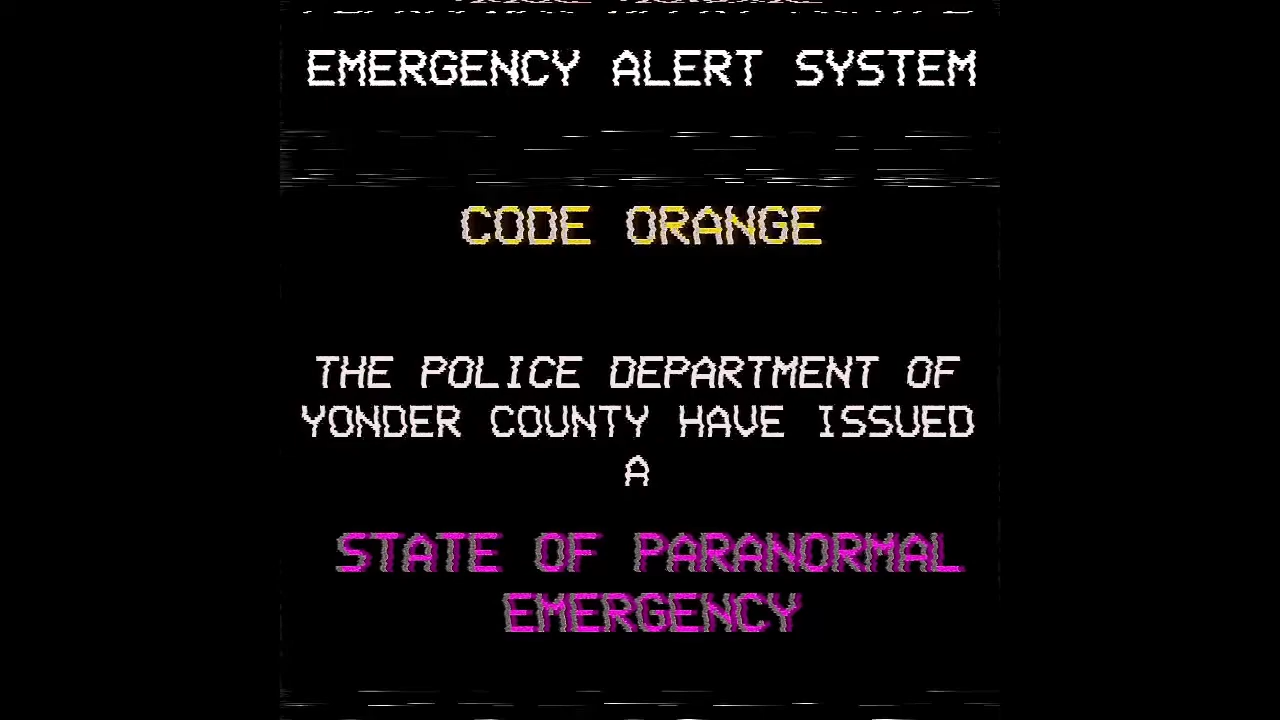 EMERGENCY ALERT SYSTEM
CODE ORANGE
THE POLICE DEPARTMENT OF
YONDER COUNTY HAVE ISSUED
A
STATE OF PARANORMAL
EMERGENCY